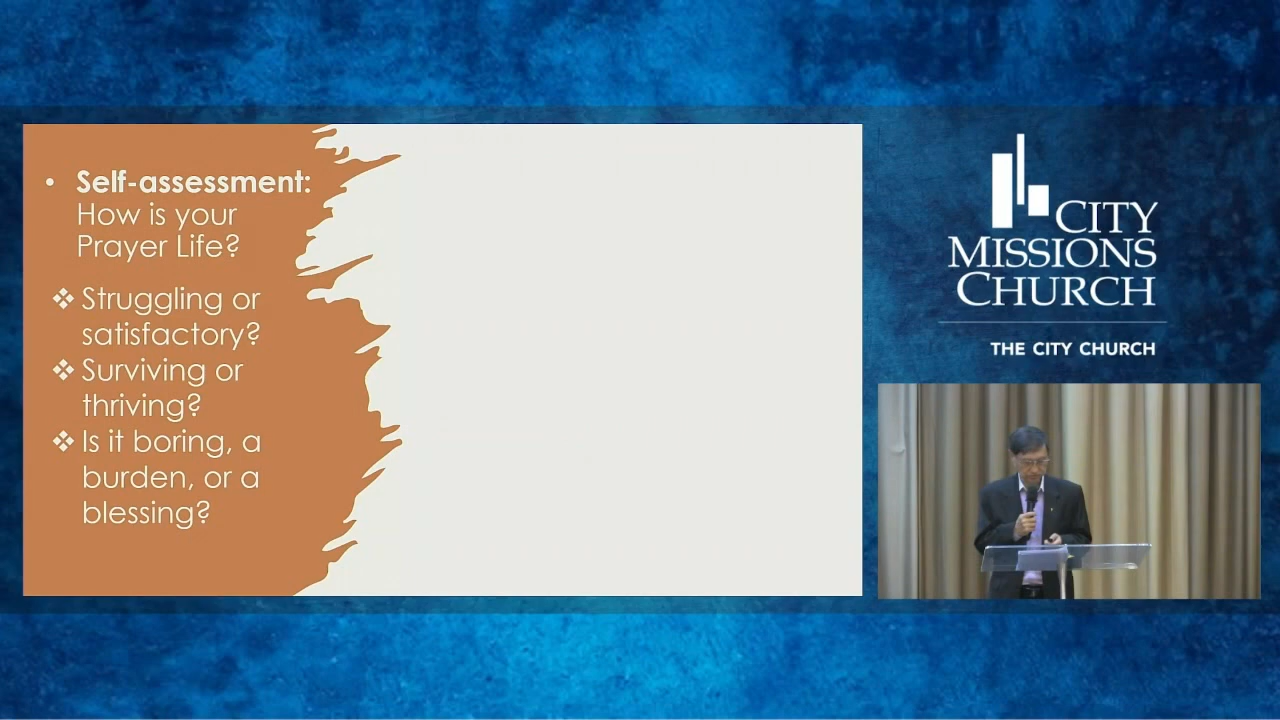 • Self-assessment:
How is your
Prayer Life?
❖ Struggling or
satisfactory?
❖ Surviving or
thriving?
❖ Is it boring, a
burden, or a
blessing?
CITY
MISSIONS
CHURCH
THE CITY CHURCH